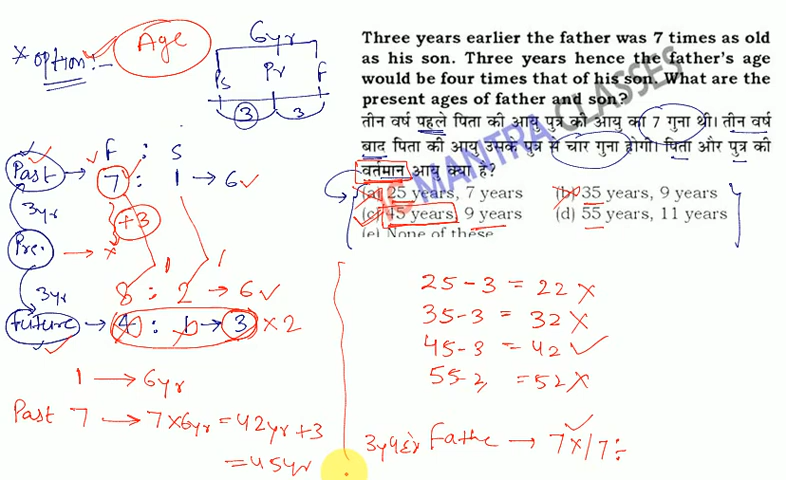 * option:-
Age
6yr
Ps Pr F
3 3
F : S
Past → 7 : 1 → 6 ✓
3yr
+3
Pre. → x
3yr
8 : 2 → 6 ✓
future → 4 : 1 → 3 × 2
1 → 6yr
Past 7 → 7×6yr = 42yr +3
= 45yr
Three years earlier the father was 7 times as old
as his son. Three years hence the father's age
would be four times that of his son. What are the
present ages of father and son?
तीन वर्ष पहले पिता की आयु पुत्र की आयु का 7 गुना थी। तीन वर्ष
बाद पिता की आयु उसके पुत्र से चार गुना होगी। पिता और पुत्र की
वर्तमान आयु क्या है?
(a) 25 years, 7 years (b) 35 years, 9 years
(c) 45 years, 9 years (d) 55 years, 11 years
(e) None of these
MANTRA CLASSES
25-3 = 22 ×
35-3 = 32 ×
45-3 = 42 ✓
= 52 ×
Fathe → 7x/7 ÷